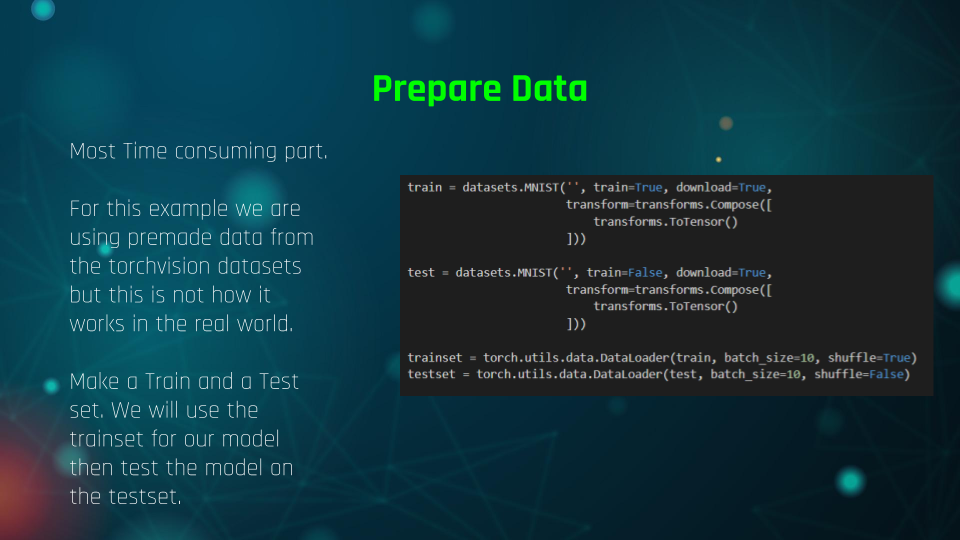 Prepare Data
Most Time consuming part.
For this example we are
using premade data from
the torchvision datasets
but this is not how it
works in the real world.
Make a Train and a Test
set. We will use the
trainset for our model
then test the model on
the testset.
train = datasets.MNIST('', train=True, download=True,
                       transform=transforms.Compose([
                           transforms.ToTensor()
                       ]))
test = datasets.MNIST('', train=False, download=True,
                       transform=transforms.Compose([
                           transforms.ToTensor()
                       ]))
trainset = torch.utils.data.DataLoader(train, batch_size=10, shuffle=True)
testset = torch.utils.data.DataLoader(test, batch_size=10, shuffle=False)